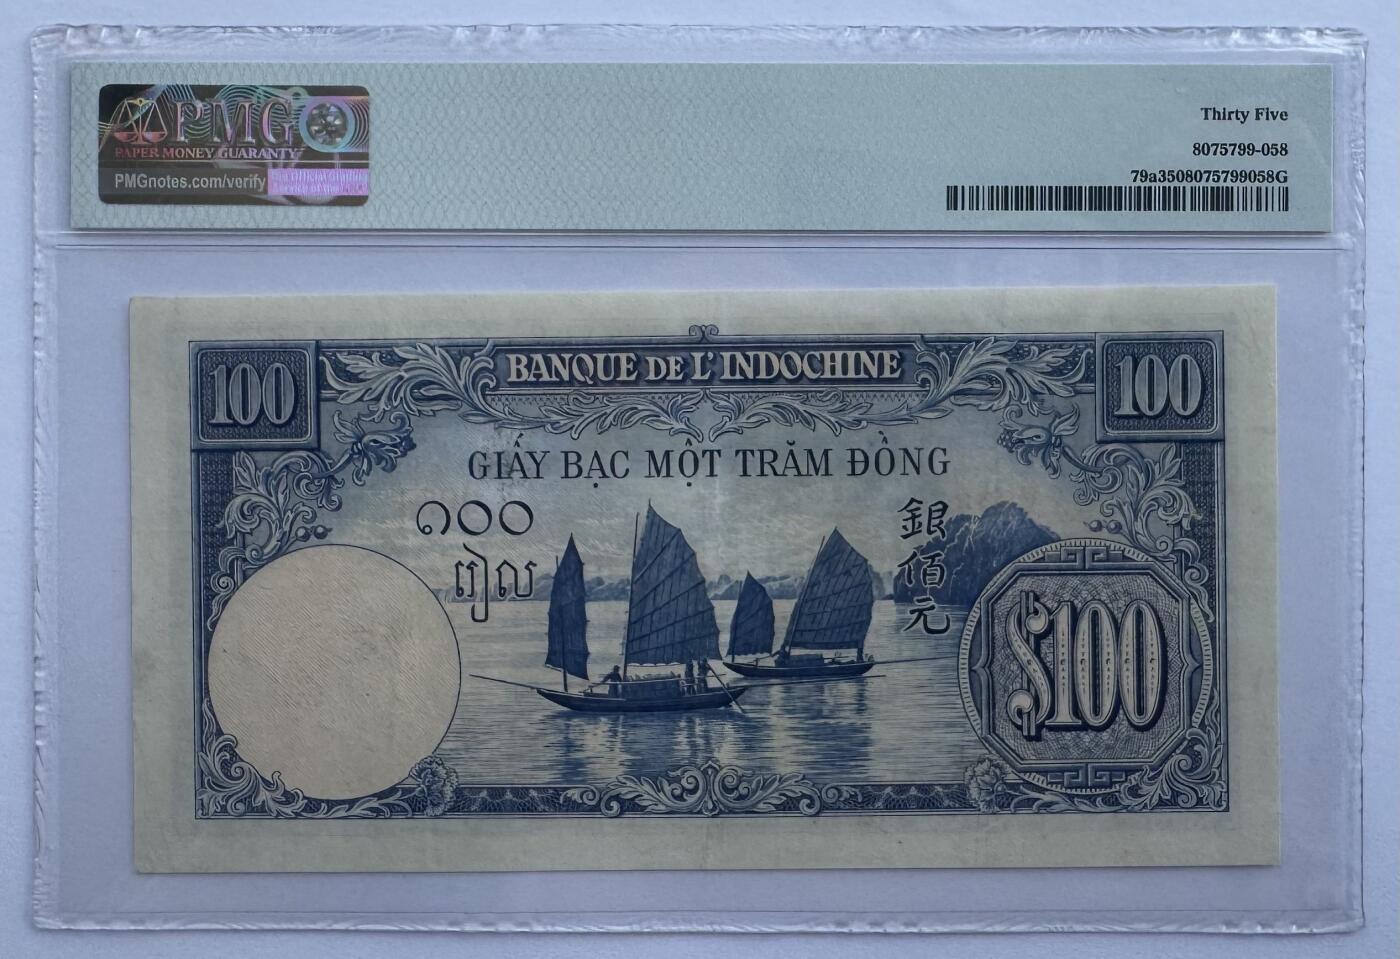 PMG
PAPER MONEY GUARANTY
PMGnotes.com/verify
Thirty Five
8075799-058
79a3508075799058G
BANQUE DE L'INDOCHINE
100
100
GIẤY BẠC MỘT TRĂM ĐỒNG
១០០
រៀល
銀佰元
$100